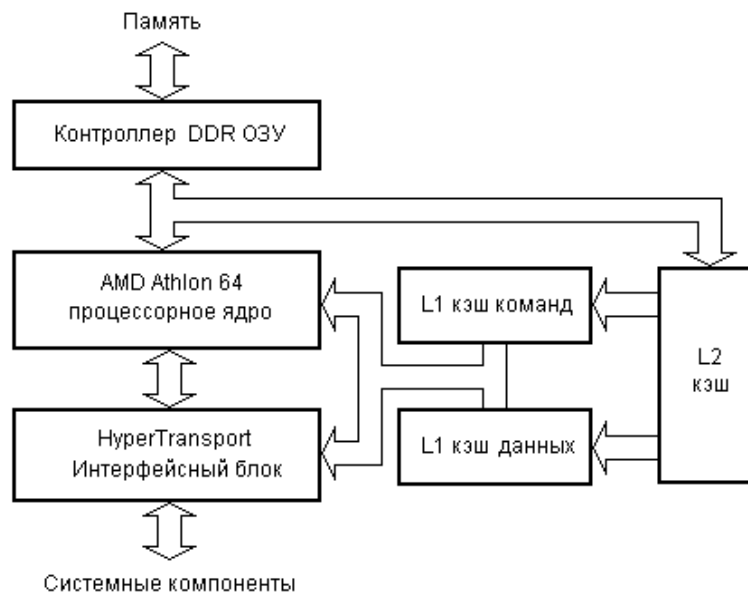 Память
Контроллер DDR ОЗУ
AMD Athlon 64
процессорное ядро
L1 кэш команд
L2
кэш
HyperTransport
Интерфейсный блок
L1 кэш данных
Системные компоненты